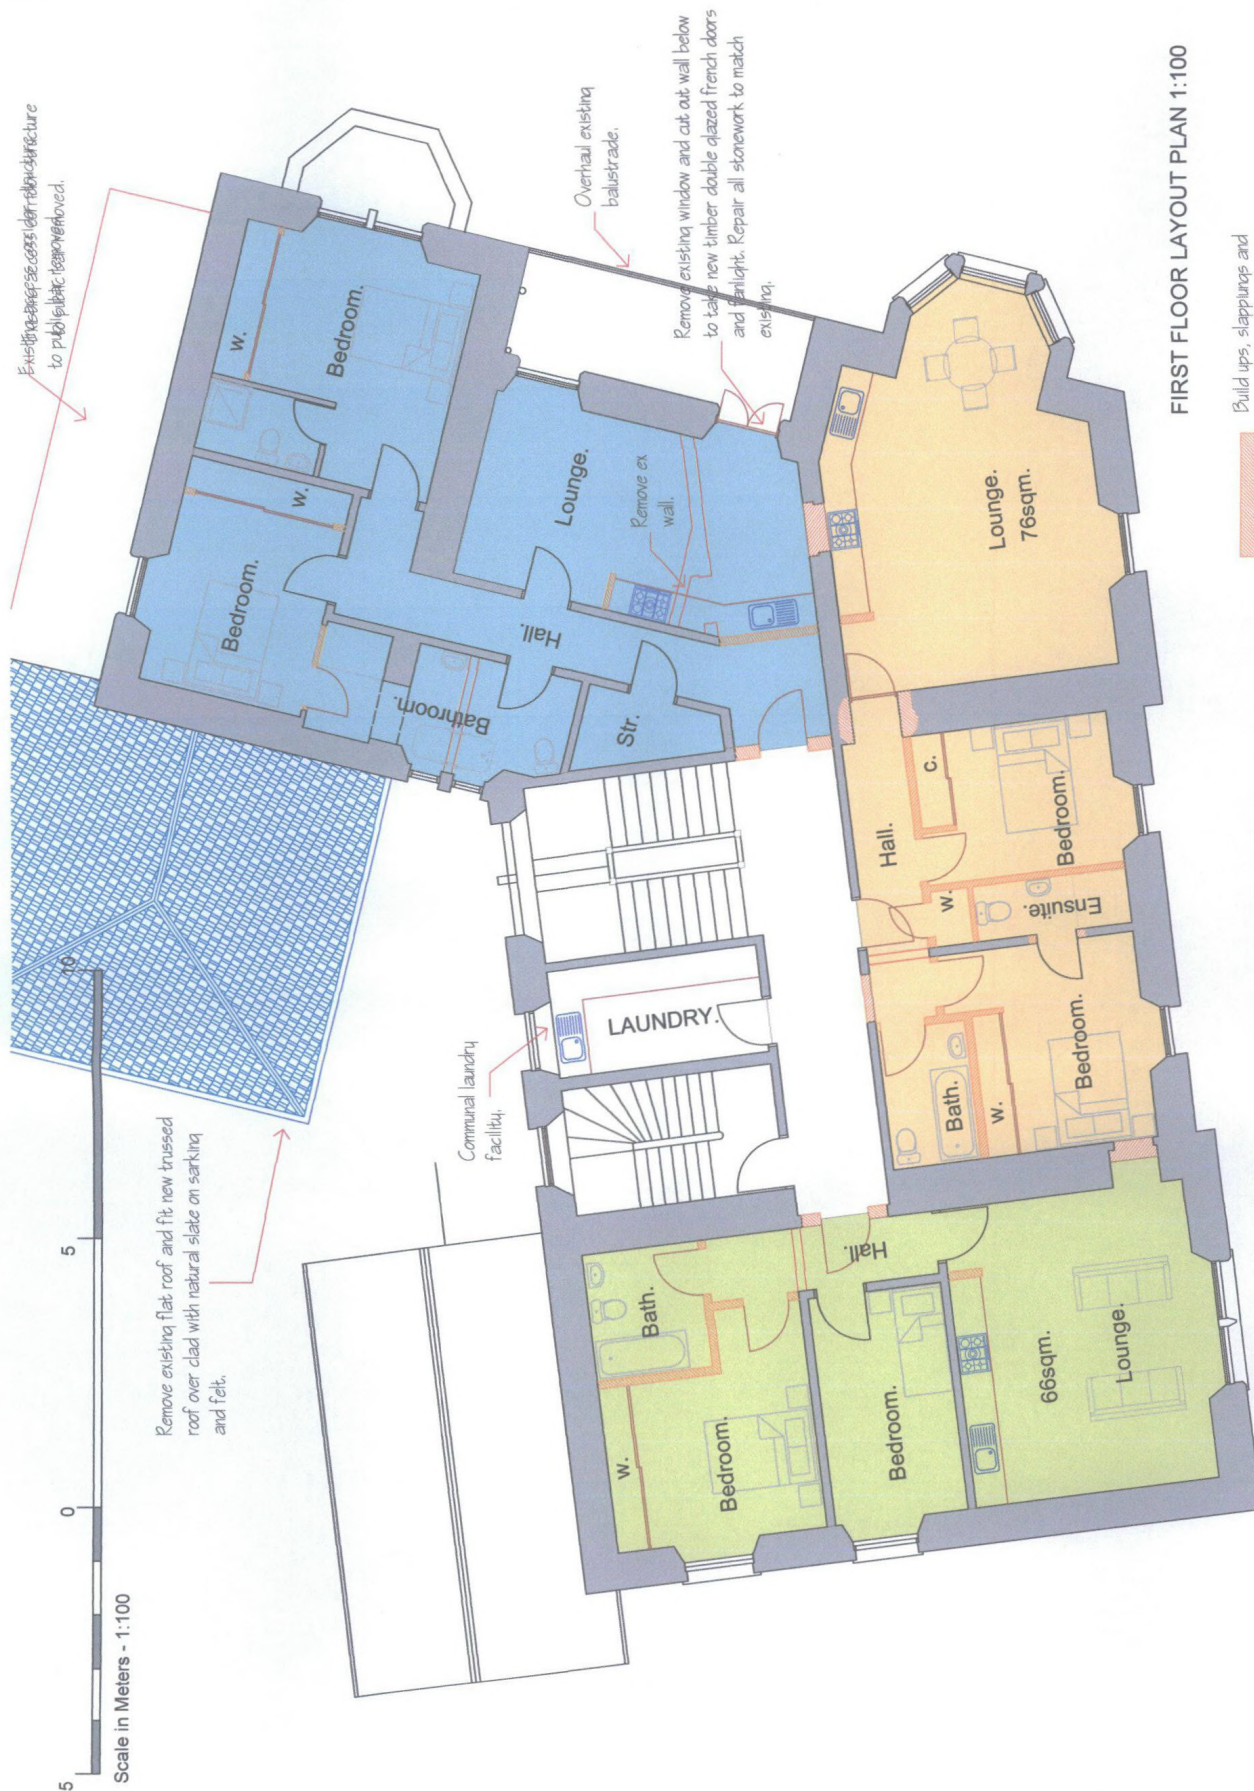 Remove existing flat roof and fit new trussed
roof over clad with natural slate on sarking
and felt.
5
0
5
10
Scale in Meters - 1:100
to public bar removed.
Overhaul existing
balustrade.
Remove existing window and cut out wall below
to take new timber double glazed french doors
and fanlight. Repair all stonework to match
existing.
w.
Bedroom.
Bedroom.
w.
Lounge.
Remove ex
wall.
Hall.
Bathroom.
Str.
Communal laundry
facility.
LAUNDRY.
Lounge.
76sqm.
Hall.
c.
Bedroom.
w.
Ensuite.
Bath.
w.
Bedroom.
Hall.
Bath.
w.
Bedroom.
Bedroom.
66sqm.
Lounge.
FIRST FLOOR LAYOUT PLAN 1:100
Build ups, slappings and